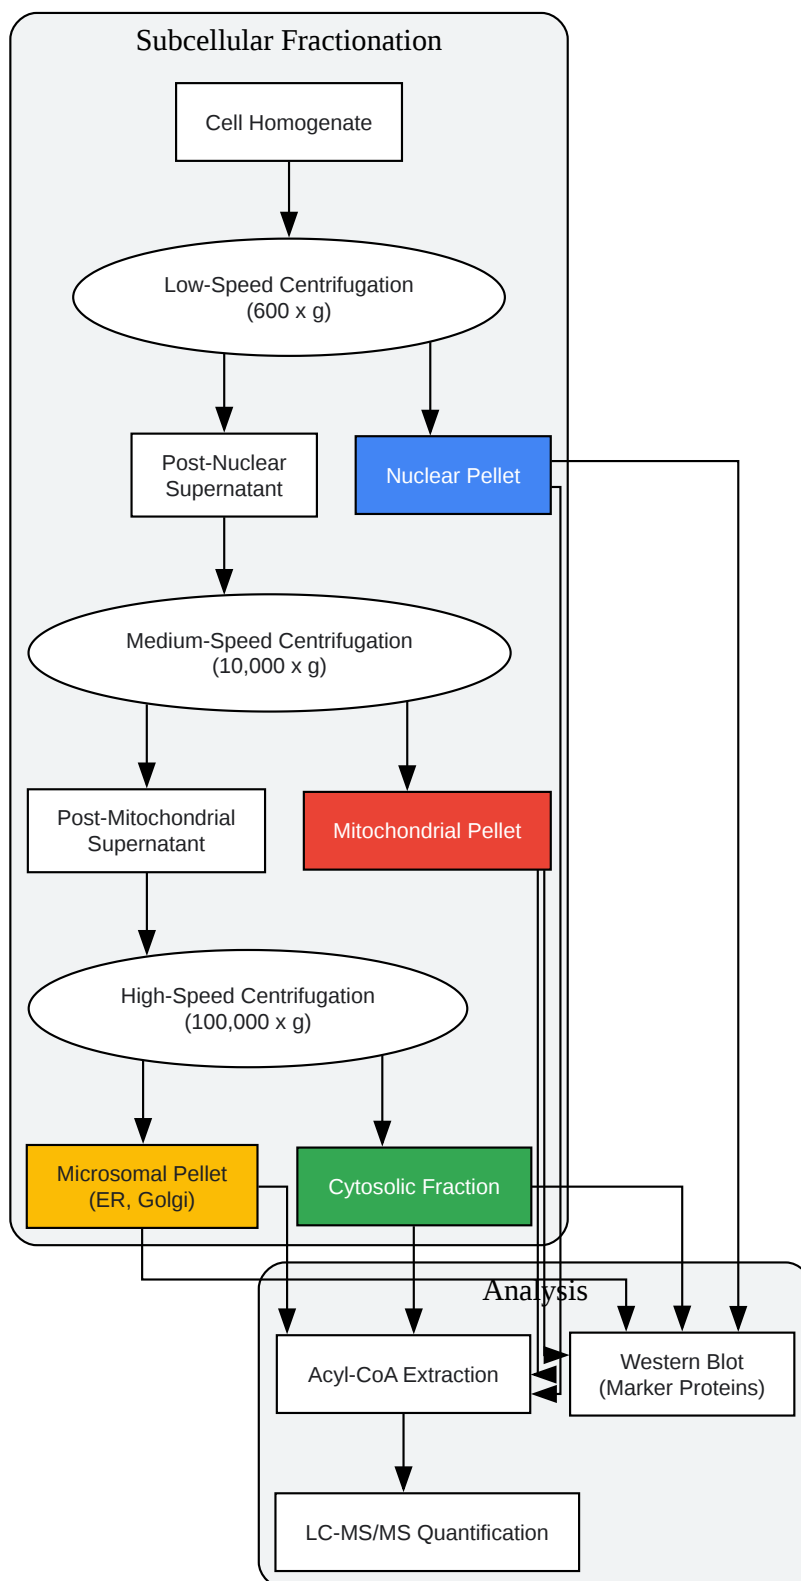 Subcellular Fractionation
Cell Homogenate
Low-Speed Centrifugation
(600 x g)
Post-Nuclear
Supernatant
Nuclear Pellet
Medium-Speed Centrifugation
(10,000 x g)
Post-Mitochondrial
Supernatant
Mitochondrial Pellet
High-Speed Centrifugation
(100,000 x g)
Microsomal Pellet
(ER, Golgi)
Cytosolic Fraction
Analysis
Acyl-CoA Extraction
Western Blot
(Marker Proteins)
LC-MS/MS Quantification